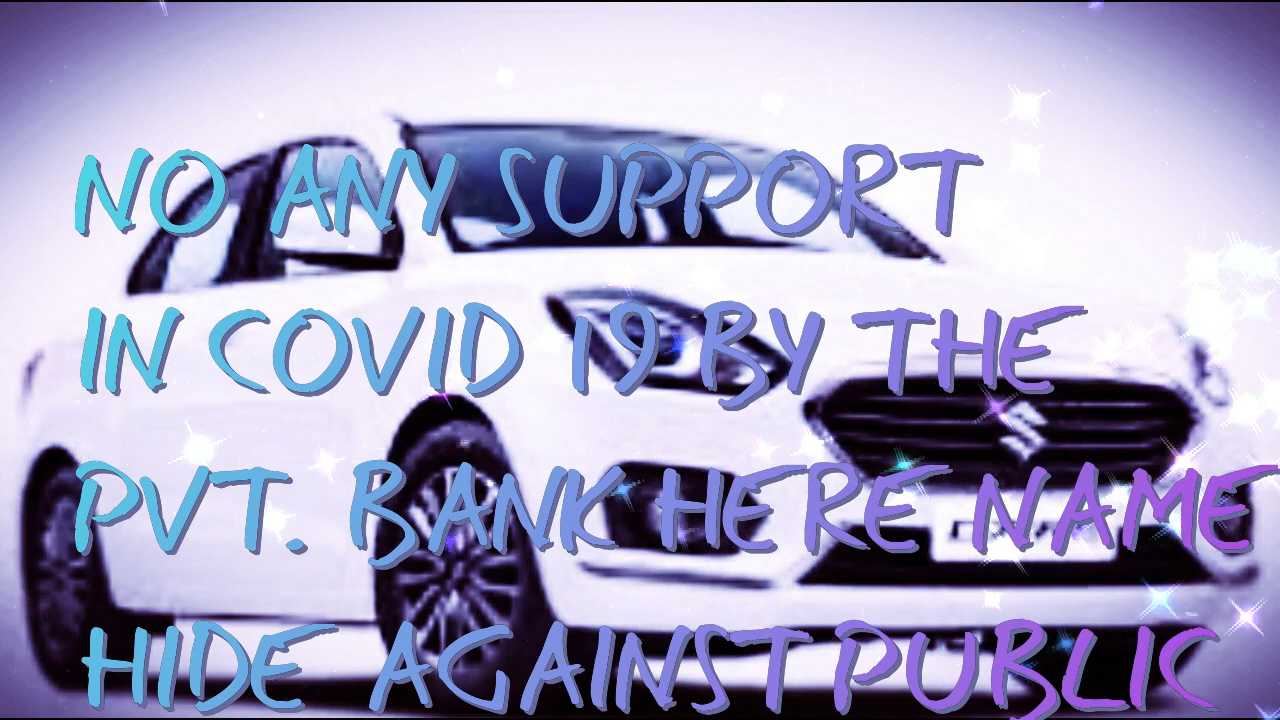 NO ANY SUPPORT
IN COVID 19 BY THE
PVT. BANK HERE NAME
HIDE AGAINST PUBLIC